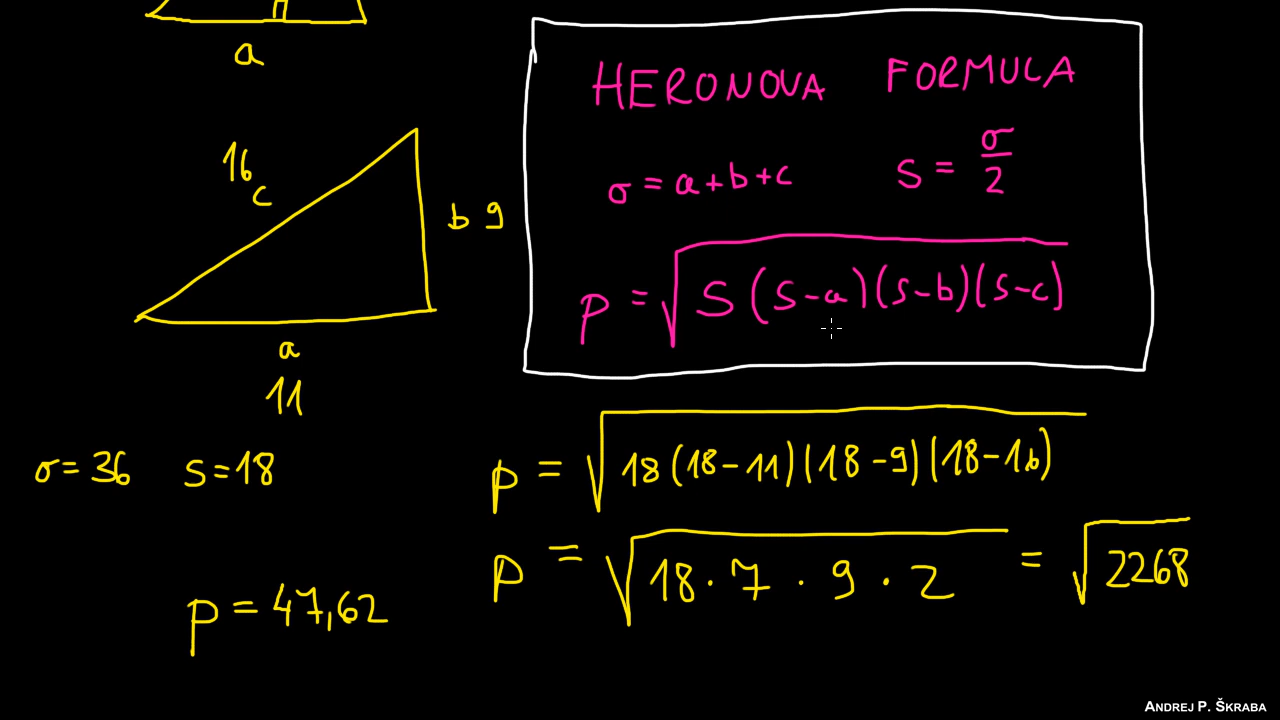 a
HERONOVA FORMULA
16
c
b 9
σ = a+b+c s = σ/2
p = √s(s-a)(s-b)(s-c)
a
11
σ = 36 s = 18
p = √18(18-11)(18-9)(18-16)
p = √18·7·9·2 = √2268
p = 47,62
ANDREJ P. ŠKRABA